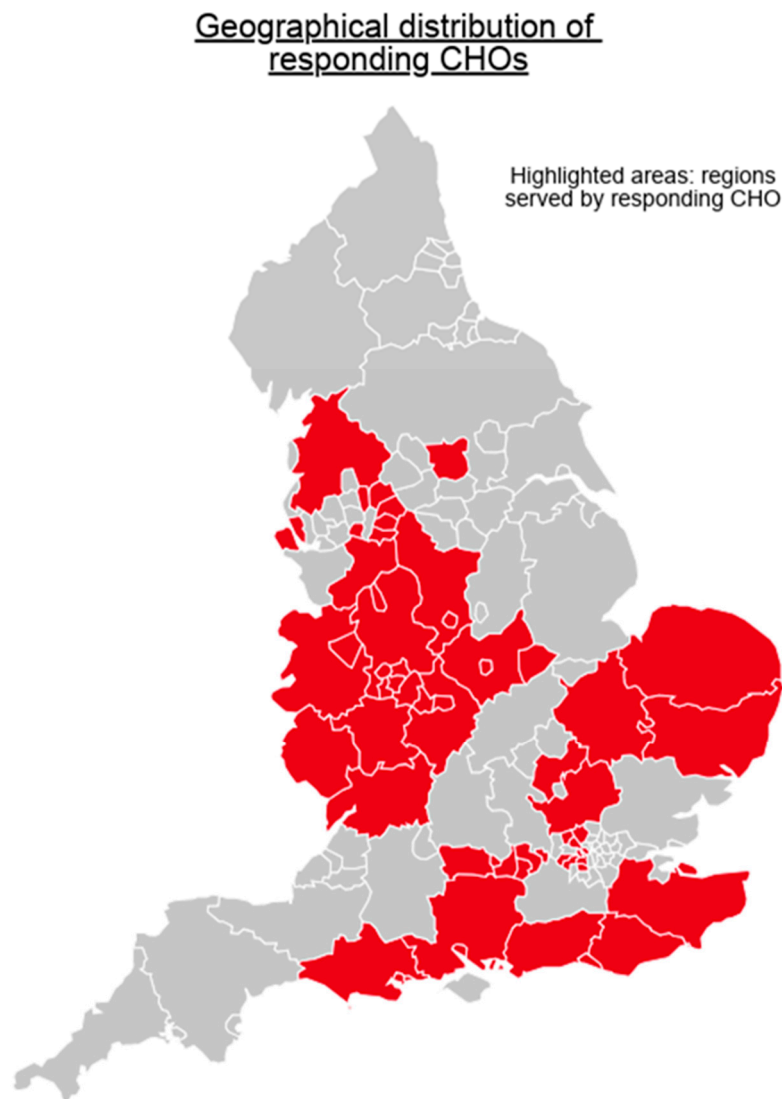 Geographical distribution of
responding CHOs
Highlighted areas: regions
served by responding CHO